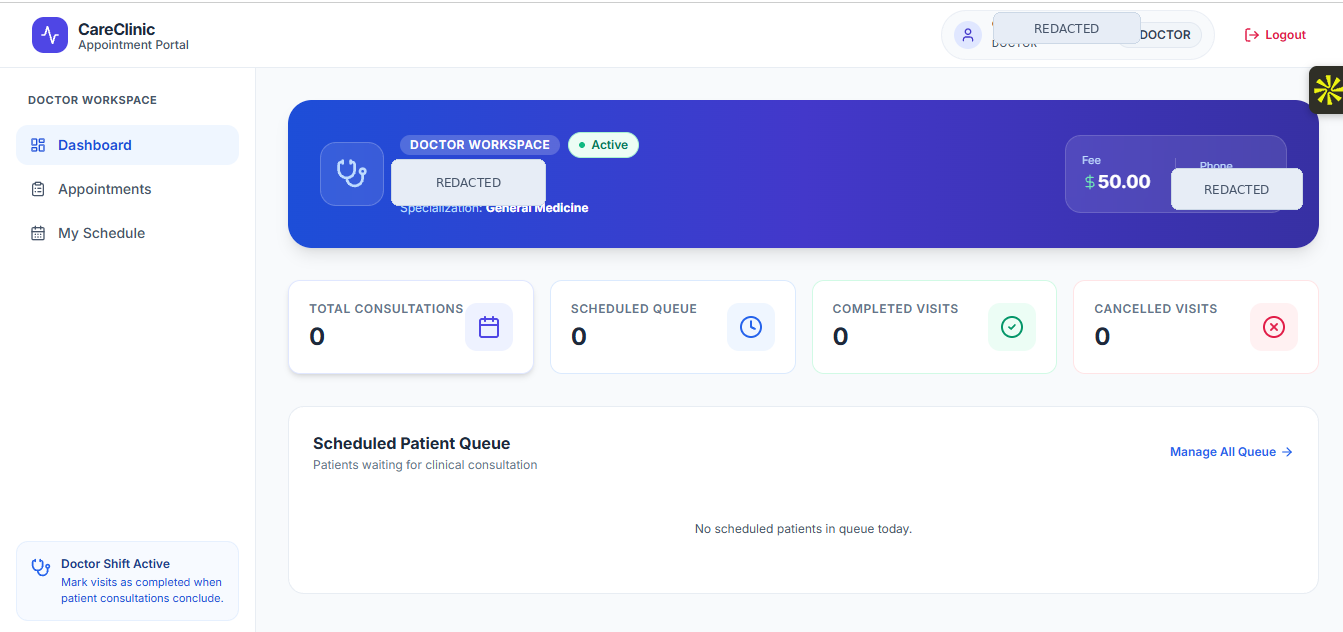 CareClinic
Appointment Portal
REDACTED
DOCTOR
DOCTOR
Logout
DOCTOR WORKSPACE
Dashboard
Appointments
My Schedule
Doctor Shift Active
Mark visits as completed when
patient consultations conclude.
DOCTOR WORKSPACE
Active
REDACTED
Specialization: General Medicine
Fee
$50.00
Phone
REDACTED
TOTAL CONSULTATIONS
0
SCHEDULED QUEUE
0
COMPLETED VISITS
0
CANCELLED VISITS
0
Scheduled Patient Queue
Patients waiting for clinical consultation
Manage All Queue
No scheduled patients in queue today.